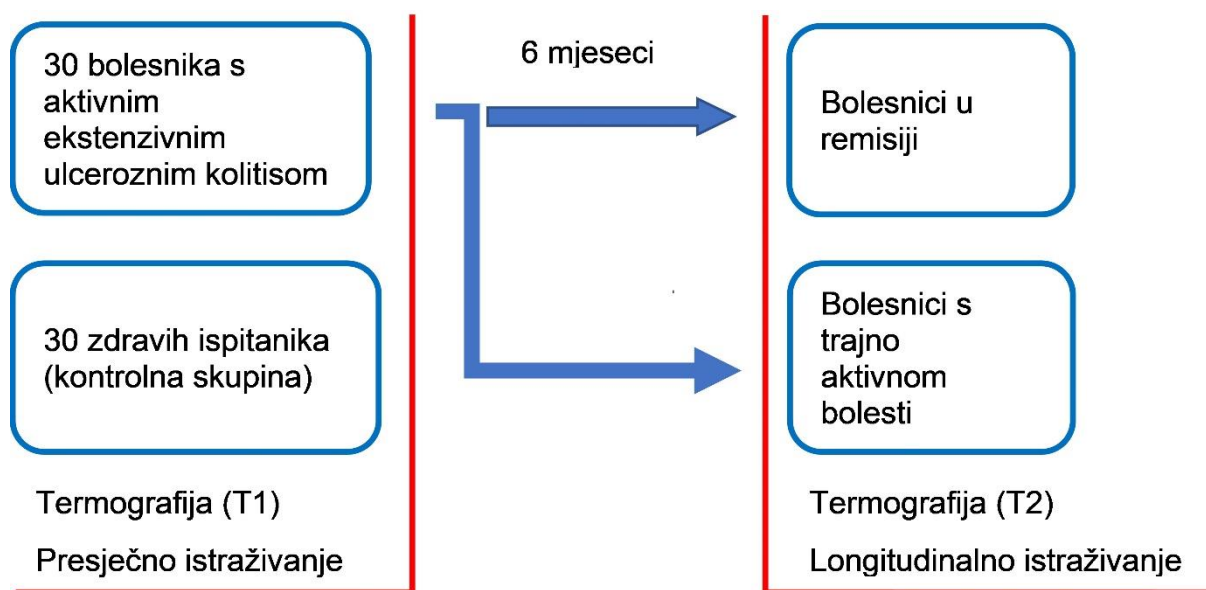 30 bolesnika s
aktivnim
ekstenzivnim
ulceroznim kolitisom
30 zdravih ispitanika
(kontrolna skupina)
Termografija (T1)
Presječno istraživanje
6 mjeseci
Bolesnici u
remisiji
Bolesnici s
trajno
aktivnom
bolesti
Termografija (T2)
Longitudinalno istraživanje